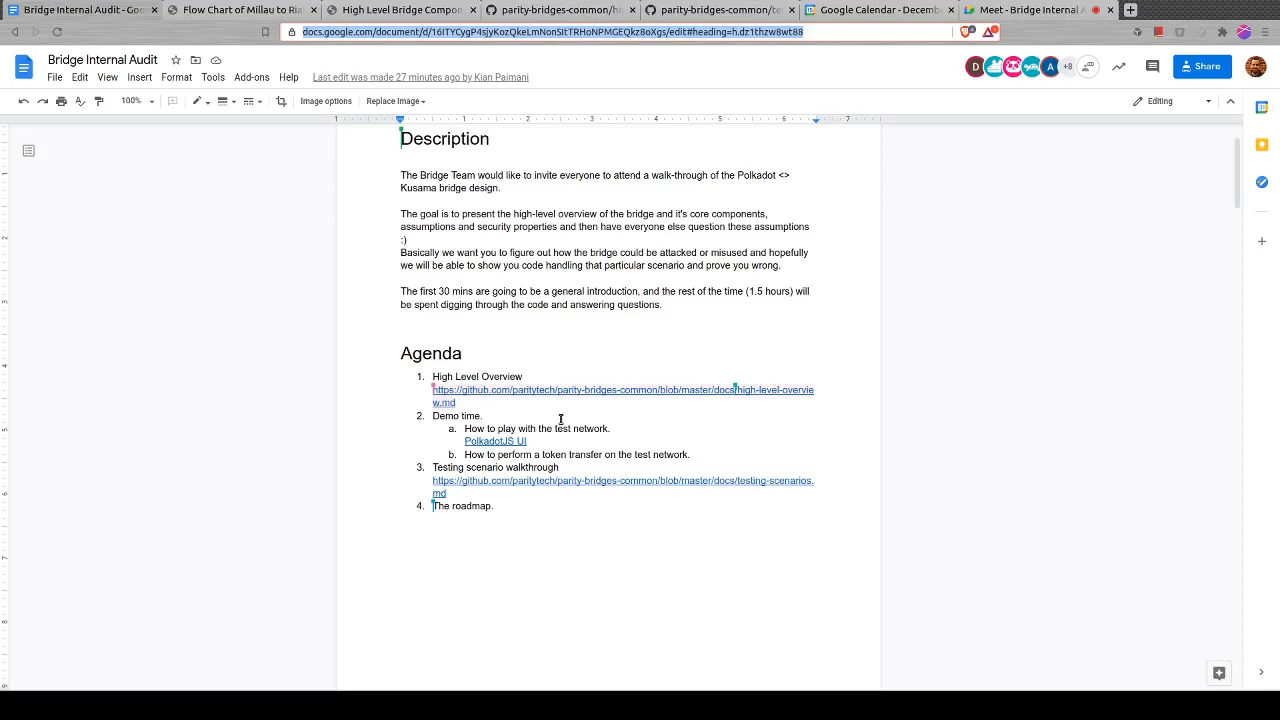 Bridge Internal Audit - Goo
Flow Chart of Millau to Ria
High Level Bridge Compon
parity-bridges-common/hi
parity-bridges-common/te
Google Calendar - Decemb
Meet - Bridge Internal A
docs.google.com/document/d/16ITYCygP4sjyKozQkeLmNonSItTRHoNPMGEQkz8oXgs/edit#heading=h.dz1thzw8wt88
Bridge Internal Audit
File Edit View Insert Format Tools Add-ons Help Last edit was made 27 minutes ago by Kian Paimani
D A +8 Share
100% Image options Replace Image Editing
1 1 2 3 4 5 6 7
Description
The Bridge Team would like to invite everyone to attend a walk-through of the Polkadot <>
Kusama bridge design.
The goal is to present the high-level overview of the bridge and it's core components,
assumptions and security properties and then have everyone else question these assumptions
:)
Basically we want you to figure out how the bridge could be attacked or misused and hopefully
we will be able to show you code handling that particular scenario and prove you wrong.
The first 30 mins are going to be a general introduction, and the rest of the time (1.5 hours) will
be spent digging through the code and answering questions.
Agenda
1. High Level Overview
https://github.com/paritytech/parity-bridges-common/blob/master/docs/high-level-overvie
w.md
2. Demo time.
a. How to play with the test network.
PolkadotJS UI
b. How to perform a token transfer on the test network.
3. Testing scenario walkthrough
https://github.com/paritytech/parity-bridges-common/blob/master/docs/testing-scenarios.
md
4. The roadmap.